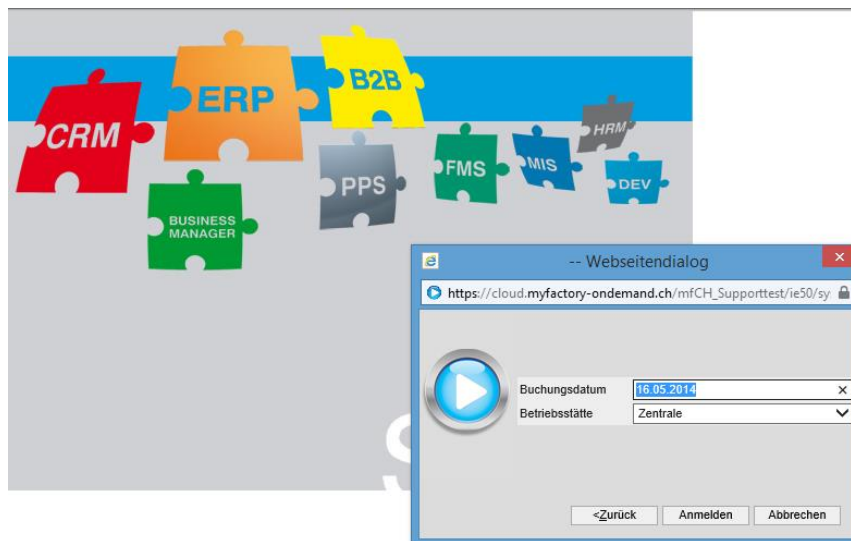 CRM
ERP
B2B
BUSINESS
MANAGER
PPS
FMS
MIS
HRM
DEV
-- Webseitendialog
https://cloud.myfactory-ondemand.ch/mfCH_Supporttest/ie50/sy
Buchungsdatum 16.05.2014
Betriebsstätte Zentrale
<Zurück Anmelden Abbrechen